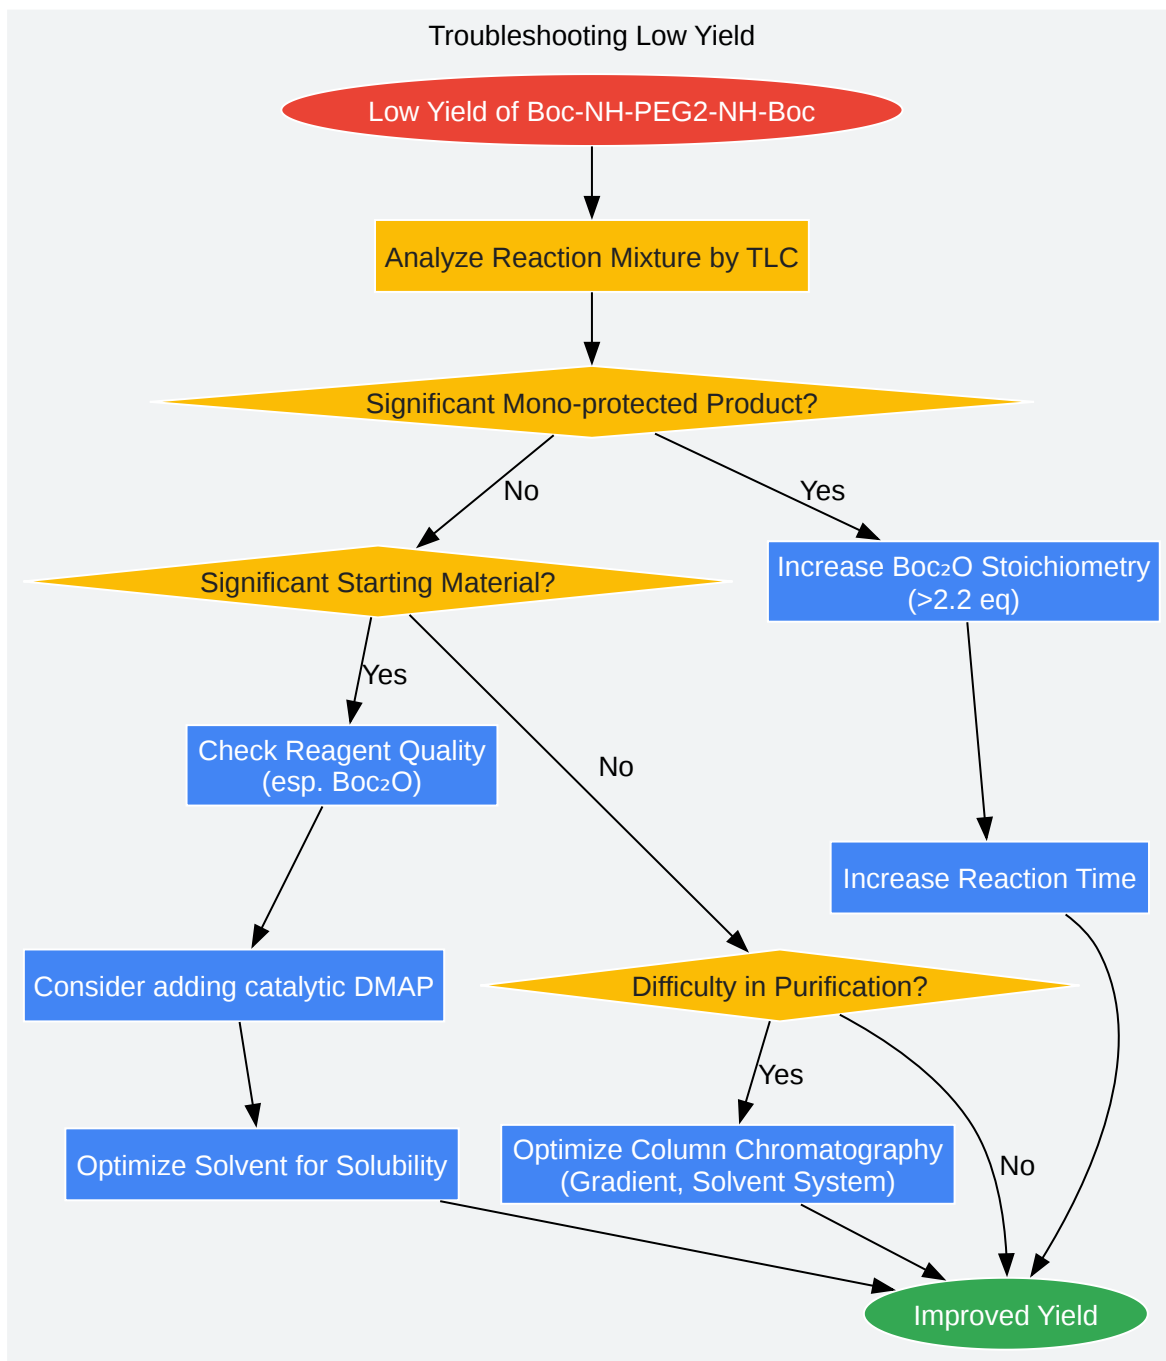 Troubleshooting Low Yield
Low Yield of Boc-NH-PEG2-NH-Boc
Analyze Reaction Mixture by TLC
Significant Mono-protected Product?
No
Yes
Significant Starting Material?
Increase Boc₂O Stoichiometry
(>2.2 eq)
Yes
Check Reagent Quality
(esp. Boc₂O)
No
Increase Reaction Time
Consider adding catalytic DMAP
Difficulty in Purification?
Yes
Optimize Solvent for Solubility
Optimize Column Chromatography
(Gradient, Solvent System)
No
Improved Yield